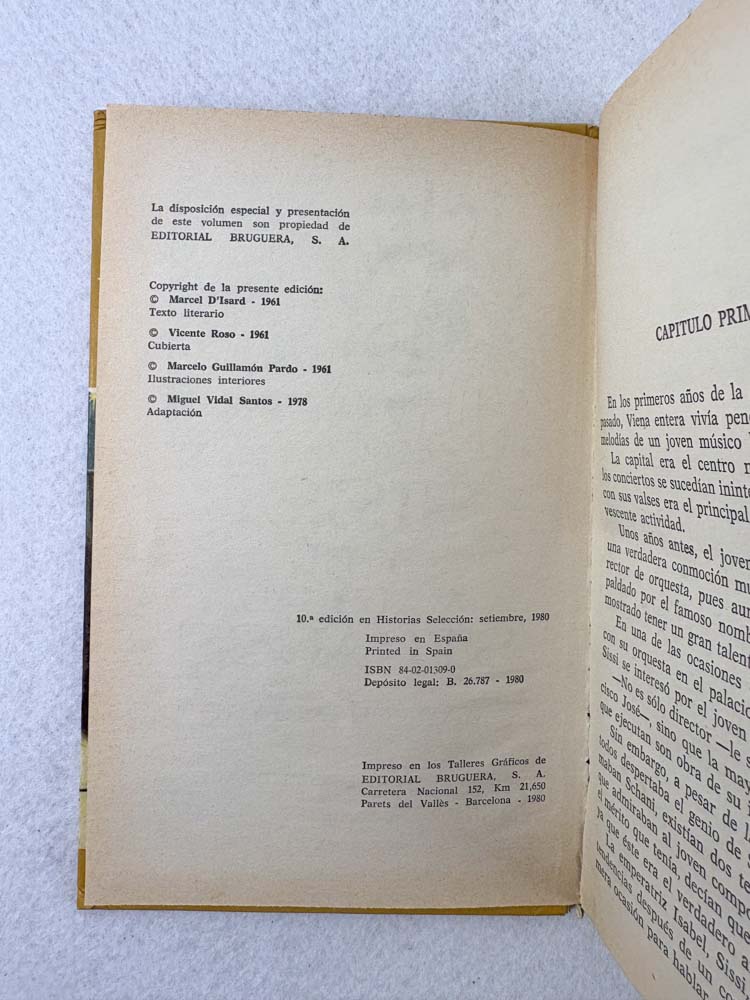 La disposición especial y presentación
de este volumen son propiedad de
EDITORIAL BRUGUERA, S. A.
Copyright de la presente edición:
© Marcel D'Isard - 1961
Texto literario
© Vicente Roso - 1961
Cubierta
© Marcelo Guillamón Pardo - 1961
Ilustraciones interiores
© Miguel Vidal Santos - 1978
Adaptación
10.ª edición en Historias Selección: setiembre, 1980
Impreso en España
Printed in Spain
ISBN 84-02-01309-0
Depósito legal: B. 26.787 - 1980
Impreso en los Talleres Gráficos de
EDITORIAL BRUGUERA, S. A.
Carretera Nacional 152, Km 21,650
Parets del Vallès - Barcelona - 1980
CAPITULO
En los primeros años de la
pasado, Viena entera vivía
melodías de un joven músico
La capital era el centro
los conciertos se sucedían
con sus valses era el principal
vescente actividad.
Unos años antes, el joven
una verdadera conmoción
rector de orquesta, pues
paldado por el famoso
mostrado tener un gran
En una de las ocasiones
con su orquesta en el
Sissi se interesó por el joven
—No es sólo director —le
cisco José—, sino que la
que ejecutan son obra de su
Sin embargo, a pesar de
todos despertaba el genio de
maban Schani, existían dos
que admiraban al joven
el mérito que tenía, decían que
ya que éste era el verdadero
La emperatriz Isabel, Sissi,
tendencias, después de un
mera ocasión para hablar